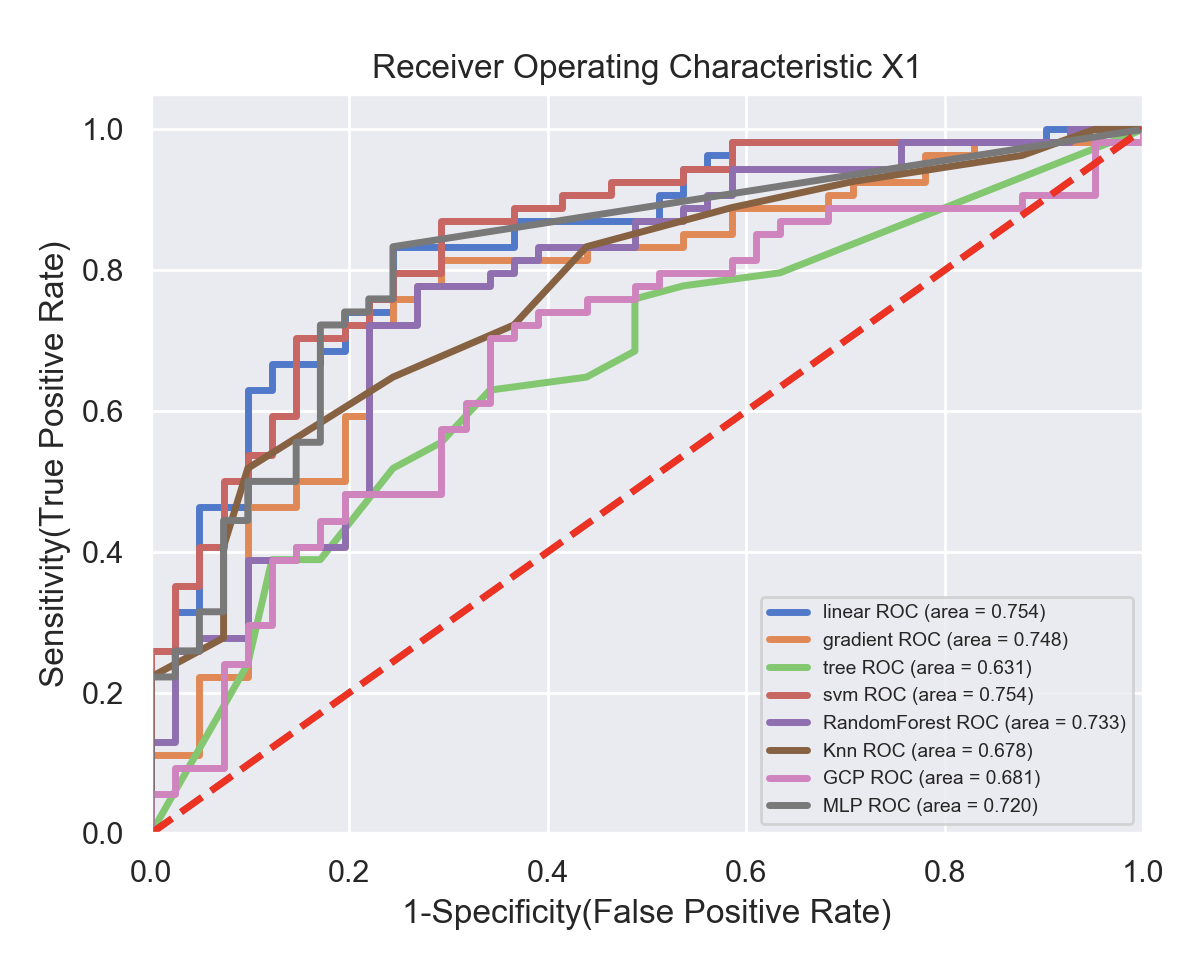 Receiver Operating Characteristic X1
Sensitivity(True Positive Rate)
1.0
0.8
0.6
0.4
0.2
0.0
linear ROC (area = 0.754)
gradient ROC (area = 0.748)
tree ROC (area = 0.631)
svm ROC (area = 0.754)
RandomForest ROC (area = 0.733)
Knn ROC (area = 0.678)
GCP ROC (area = 0.681)
MLP ROC (area = 0.720)
0.0 0.2 0.4 0.6 0.8 1.0
1-Specificity(False Positive Rate)